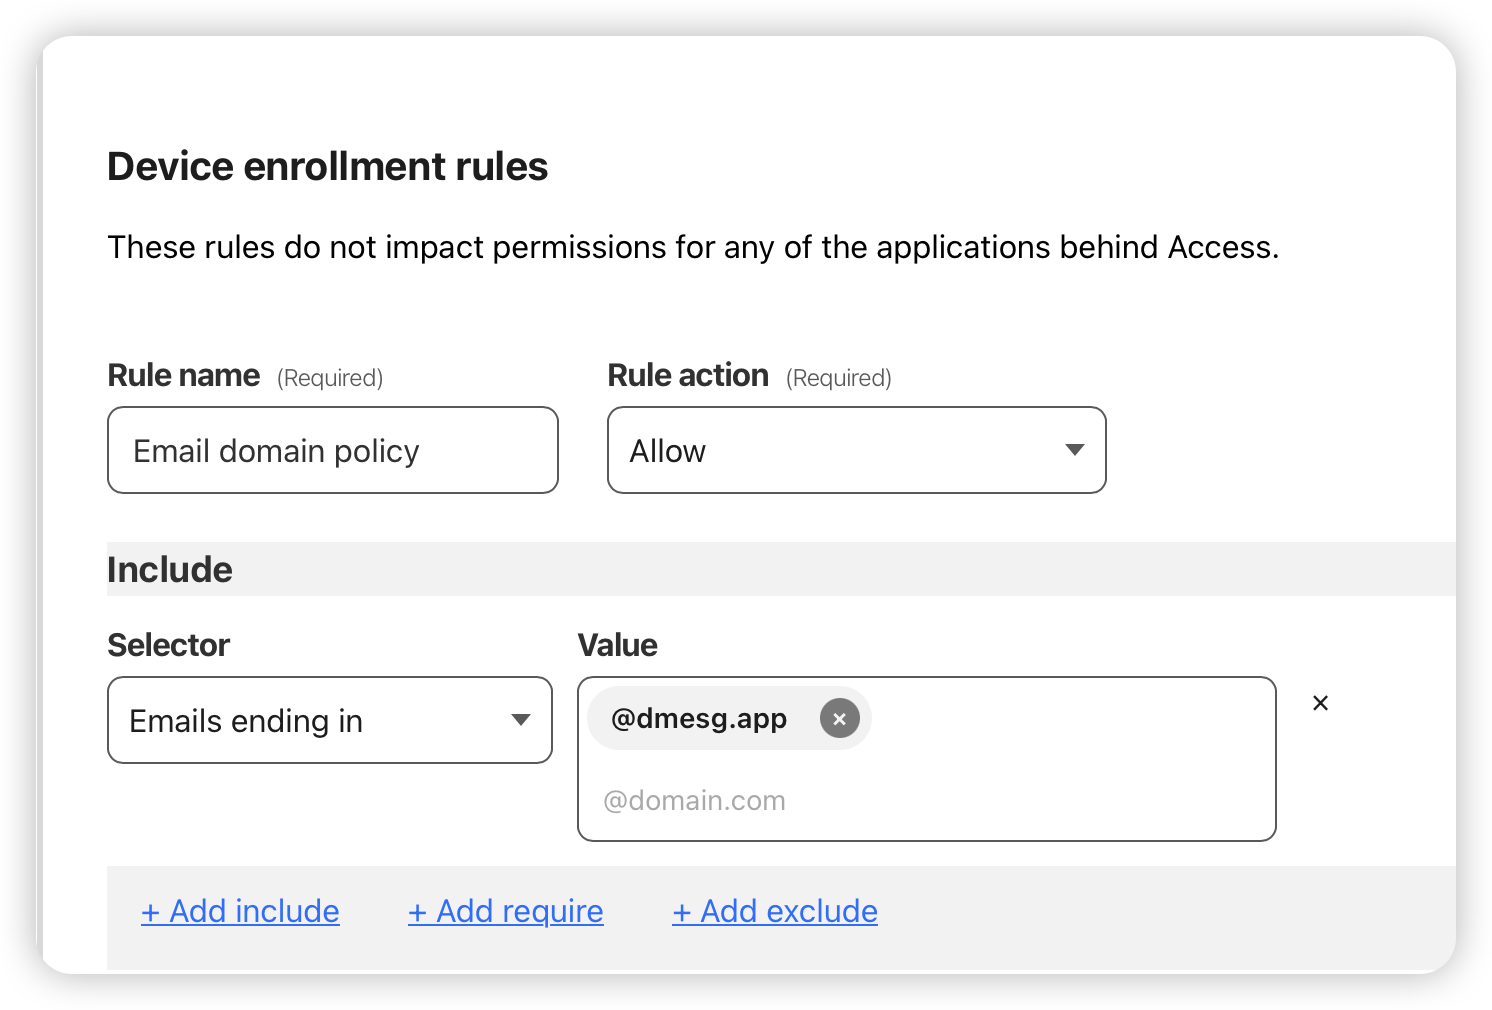 Device enrollment rules
These rules do not impact permissions for any of the applications behind Access.
Rule name (Required) Rule action (Required)
Email domain policy Allow
Include
Selector Value
Emails ending in @dmesg.app
@domain.com
+ Add include + Add require + Add exclude